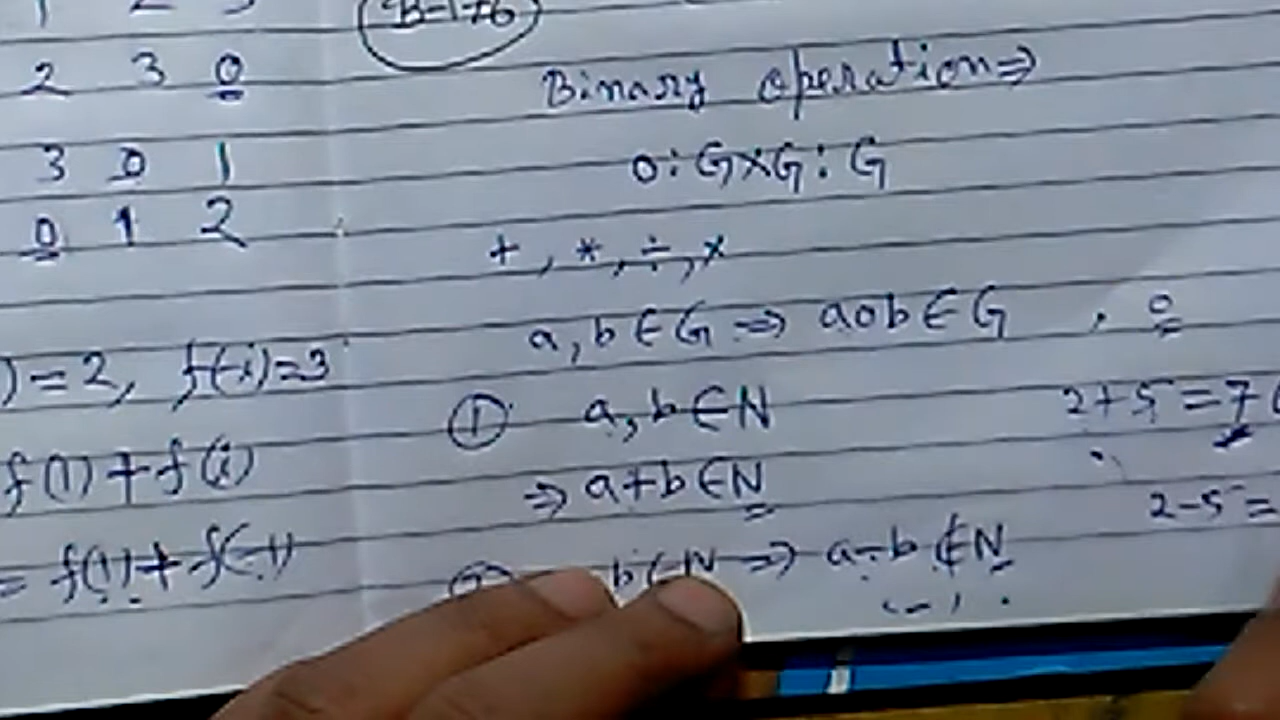 2 3 0
3 0 1
0 1 2
) = 2, f(-i) = 3
f(1) + f(i)
= f(1) + f(-1)
B-176
Binary operation ⇒
o : G×G : G
+ , * , ÷ , ×
a, b ∈ G ⇒ aob ∈ G , o
① a, b ∈ N
⇒ a+b ∈ N
2+5 = 7
b ∈ N ⇒ a-b ∉ N
2-5 =